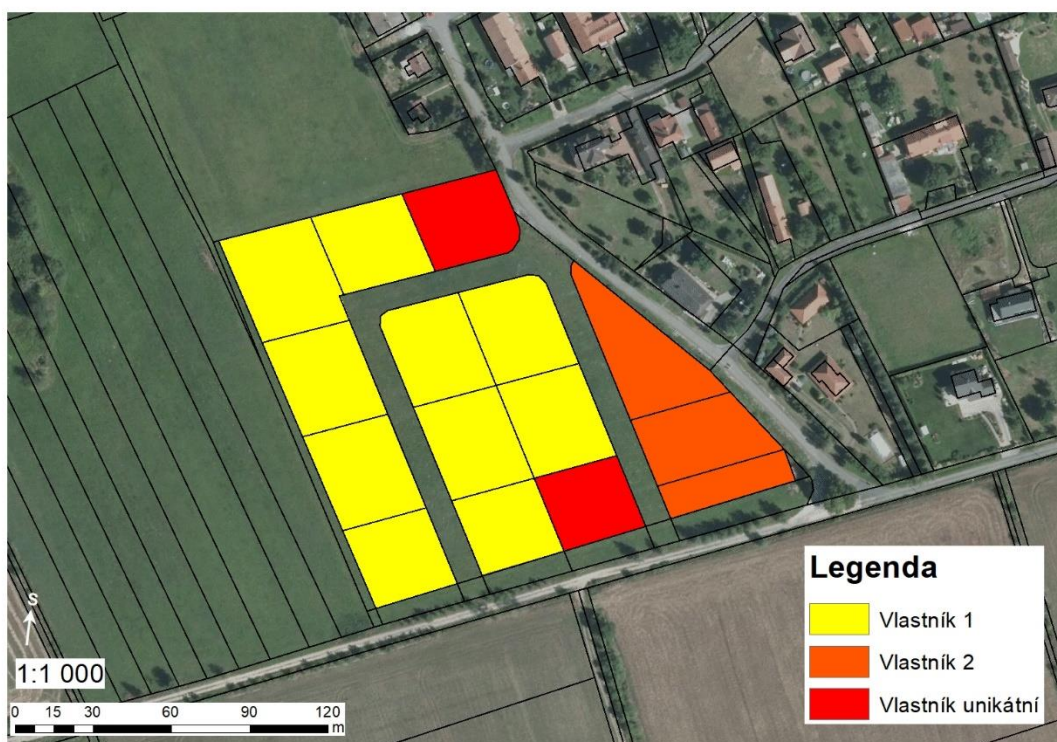 Legenda
Vlastník 1
Vlastník 2
Vlastník unikátní
S
1:1 000
0 15 30 60 90 120
m